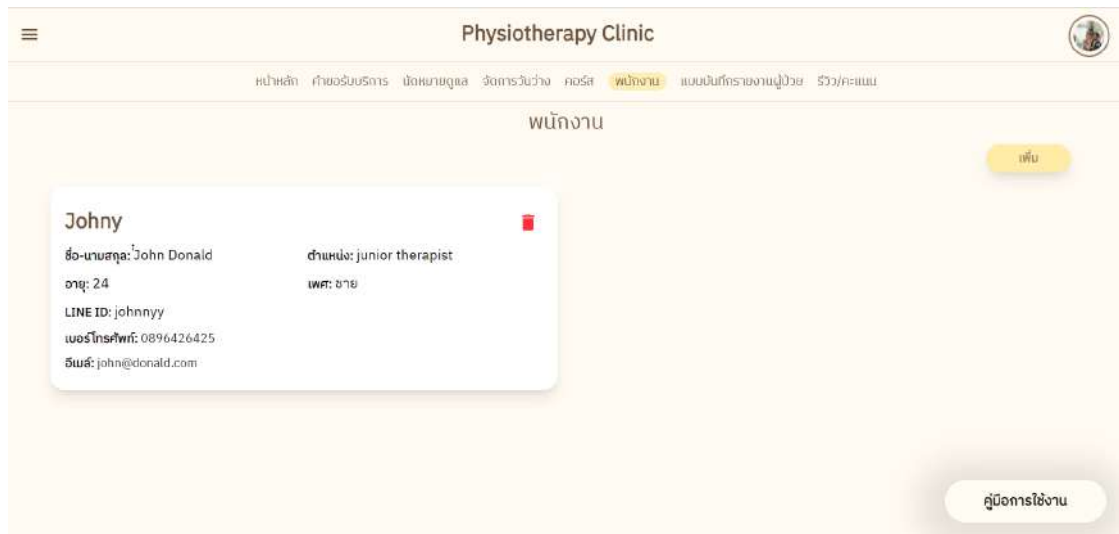 Physiotherapy Clinic
หน้าหลัก คำขอรับบริการ นัดหมายดูแล จัดการวันว่าง คอร์ส พนักงาน แบบบันทึกรายงานผู้ป่วย รีวิว/คะแนน
พนักงาน
เพิ่ม
Johny
ชื่อ-นามสกุล: John Donald ตำแหน่ง: junior therapist
อายุ: 24 เพศ: ชาย
LINE ID: johnnyy
เบอร์โทรศัพท์: 0896426425
อีเมล์: john@donald.com
คู่มือการใช้งาน